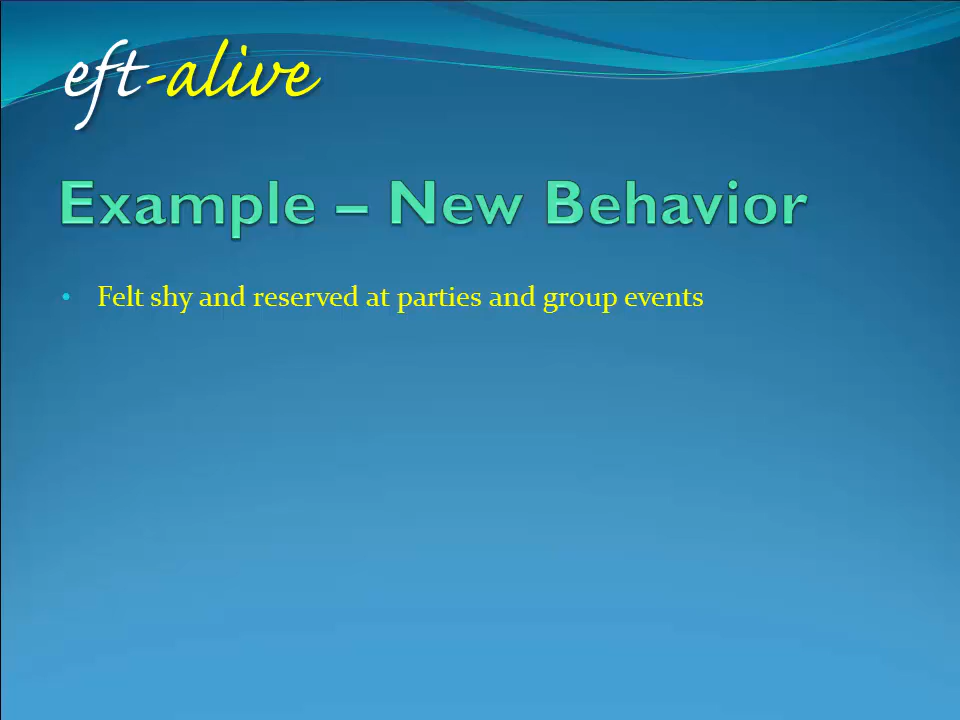 eft-alive
Example – New Behavior
• Felt shy and reserved at parties and group events